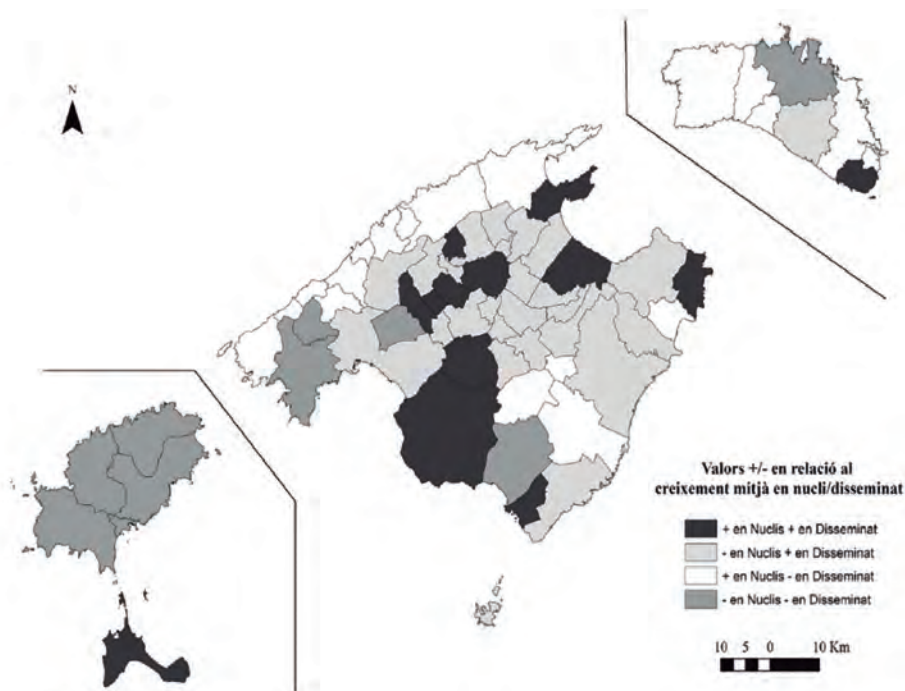 N
Valors +/- en relació al
creixement mitjà en nucli/disseminat
+ en Nuclis + en Disseminat
- en Nuclis + en Disseminat
+ en Nuclis - en Disseminat
- en Nuclis - en Disseminat
10 5 0 10 Km